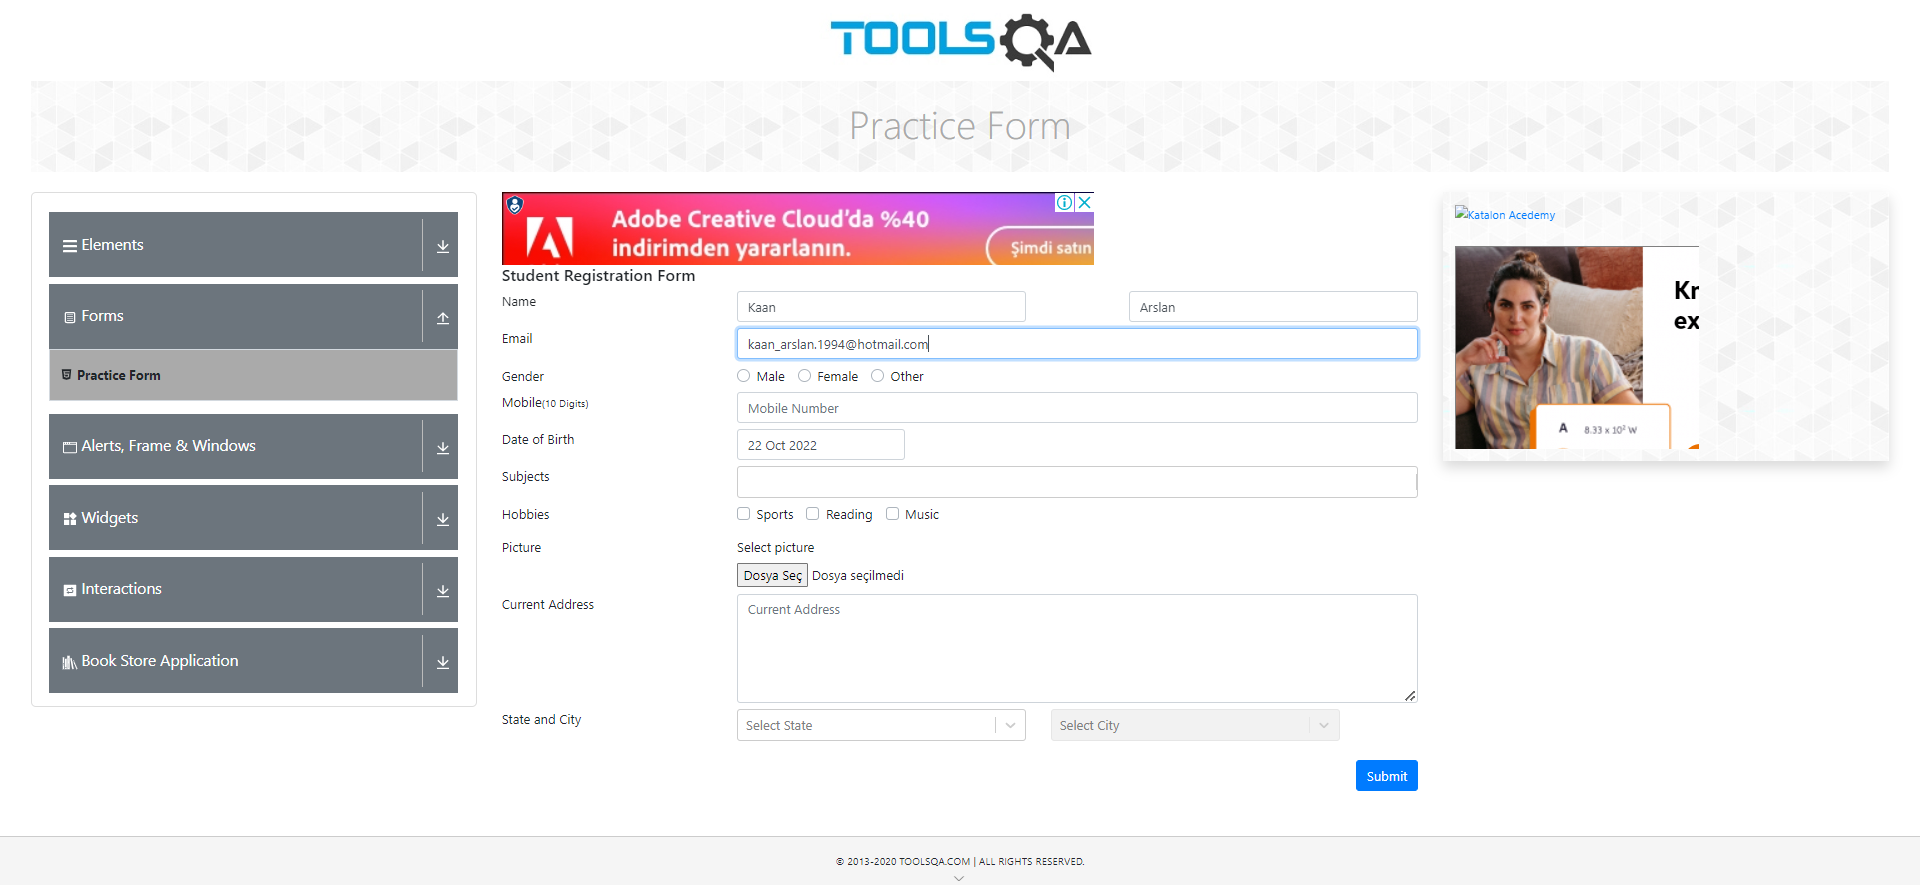 TOOLSQA
Practice Form
Elements
Forms
Practice Form
Alerts, Frame & Windows
Widgets
Interactions
Book Store Application
Adobe Creative Cloud'da %40
indirimden yararlanın.
Şimdi satın
Student Registration Form
Name Kaan Arslan
Email kaan_arslan.1994@hotmail.com
Gender Male Female Other
Mobile(10 Digits) Mobile Number
Date of Birth 22 Oct 2022
Subjects
Hobbies Sports Reading Music
Picture Select picture
Dosya Seç Dosya seçilmedi
Current Address Current Address
State and City Select State Select City
Submit
Katalon Acedemy
Kr
ex
A 8.33 x 10² W
© 2013-2020 TOOLSQA.COM | ALL RIGHTS RESERVED.